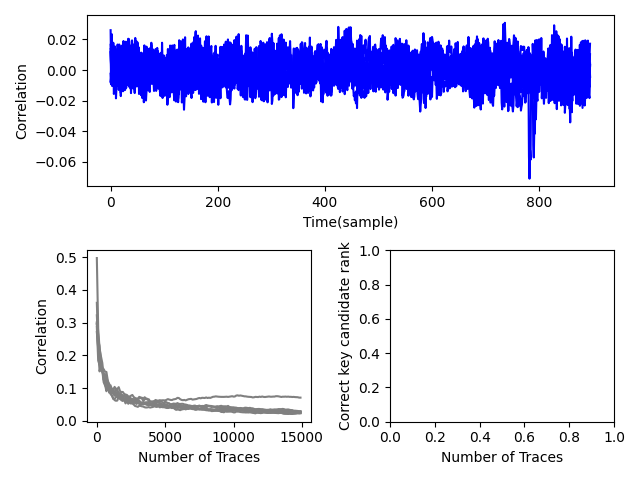 0.02
0.00
−0.02
−0.04
−0.06
Correlation
0 200 400 600 800
Time(sample)
0.5
0.4
0.3
0.2
0.1
0.0
Correlation
0 5000 10000 15000
Number of Traces
1.0
0.8
0.6
0.4
0.2
0.0
Correct key candidate rank
0.0 0.2 0.4 0.6 0.8 1.0
Number of Traces